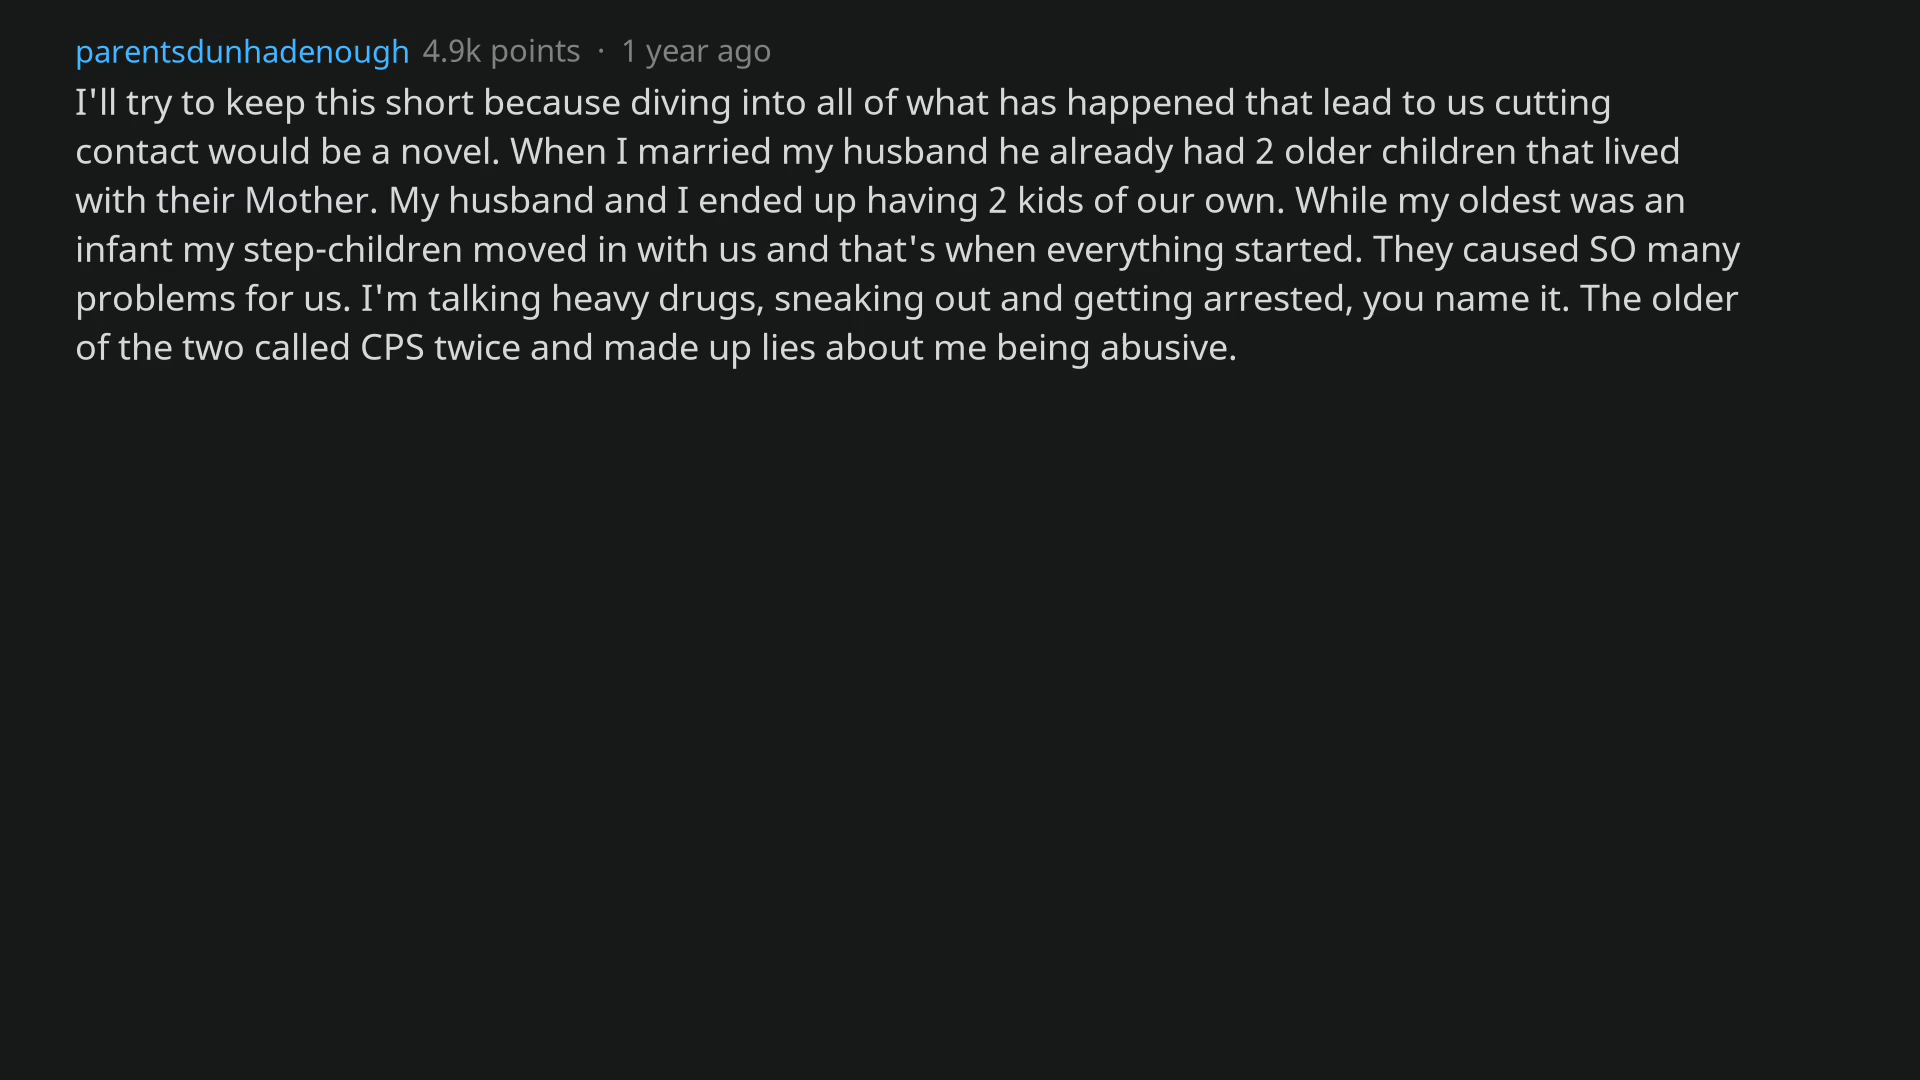 parentsdunhadenough 4.9k points · 1 year ago
I'll try to keep this short because diving into all of what has happened that lead to us cutting
contact would be a novel. When I married my husband he already had 2 older children that lived
with their Mother. My husband and I ended up having 2 kids of our own. While my oldest was an
infant my step-children moved in with us and that's when everything started. They caused SO many
problems for us. I'm talking heavy drugs, sneaking out and getting arrested, you name it. The older
of the two called CPS twice and made up lies about me being abusive.